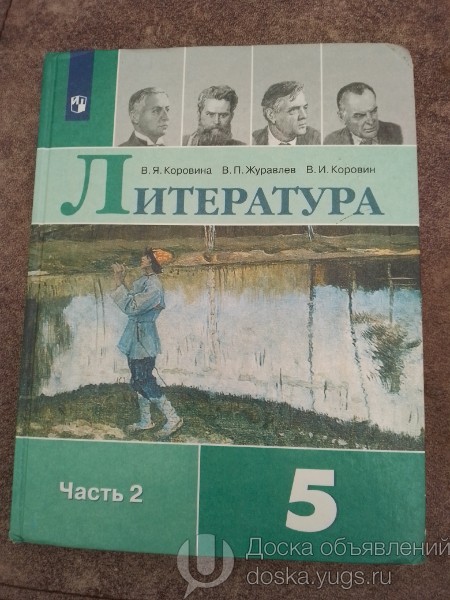 В. Я. Коровина В. П. Журавлев В. И. Коровин
ЛИТЕРАТУРА
Часть 2
5
Доска объявлений
doska.yugs.ru